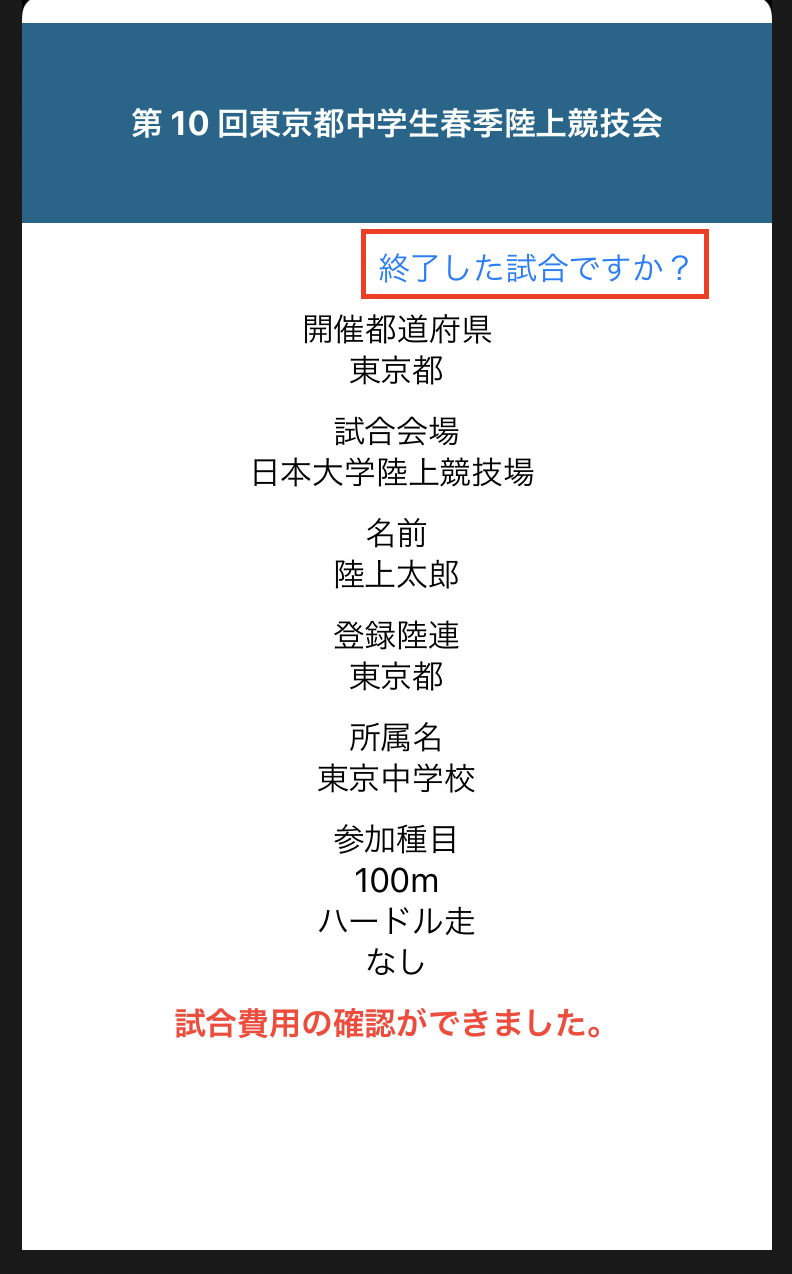 第 10 回東京都中学生春季陸上競技会
終了した試合ですか？
開催都道府県
東京都
試合会場
日本大学陸上競技場
名前
陸上太郎
登録陸連
東京都
所属名
東京中学校
参加種目
100m
ハードル走
なし
試合費用の確認ができました。